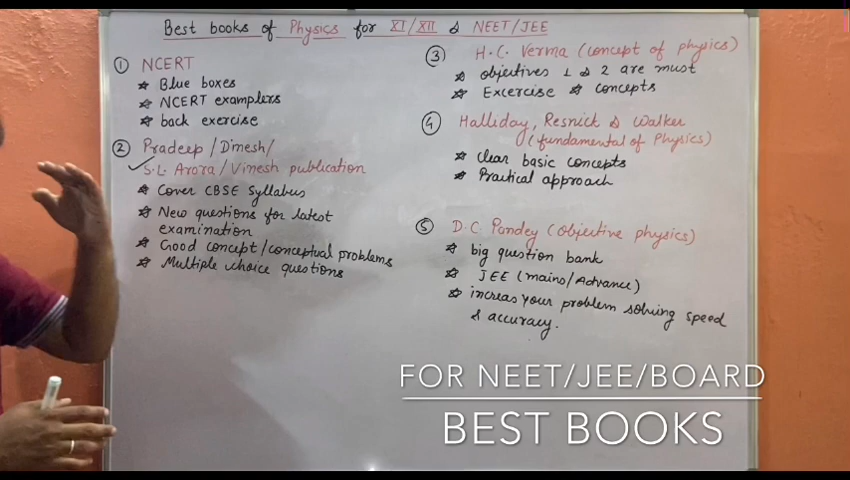 Best books of Physics for XI/XII & NEET/JEE
① NCERT
☆ Blue boxes
☆ NCERT examplers
☆ back exercise
② Pradeep/Dinesh/
✓ S.L. Arora/Vinesh publication
☆ Cover CBSE Syllabus
☆ New questions for latest
examination
☆ Good concept/conceptual problems
☆ Multiple choice questions
③ H.C. Verma (concept of physics)
☆ objectives 1 & 2 are must
☆ Excercise ☆ concepts
④ Halliday, Resnick & Walker
(fundamental of Physics)
☆ clear basic concepts
☆ Practical approach
⑤ D.C. Pandey (objective physics)
☆ big question bank
☆ JEE (mains/Advance)
☆ increas your problem solving speed
& accuracy.
FOR NEET/JEE/BOARD
BEST BOOKS